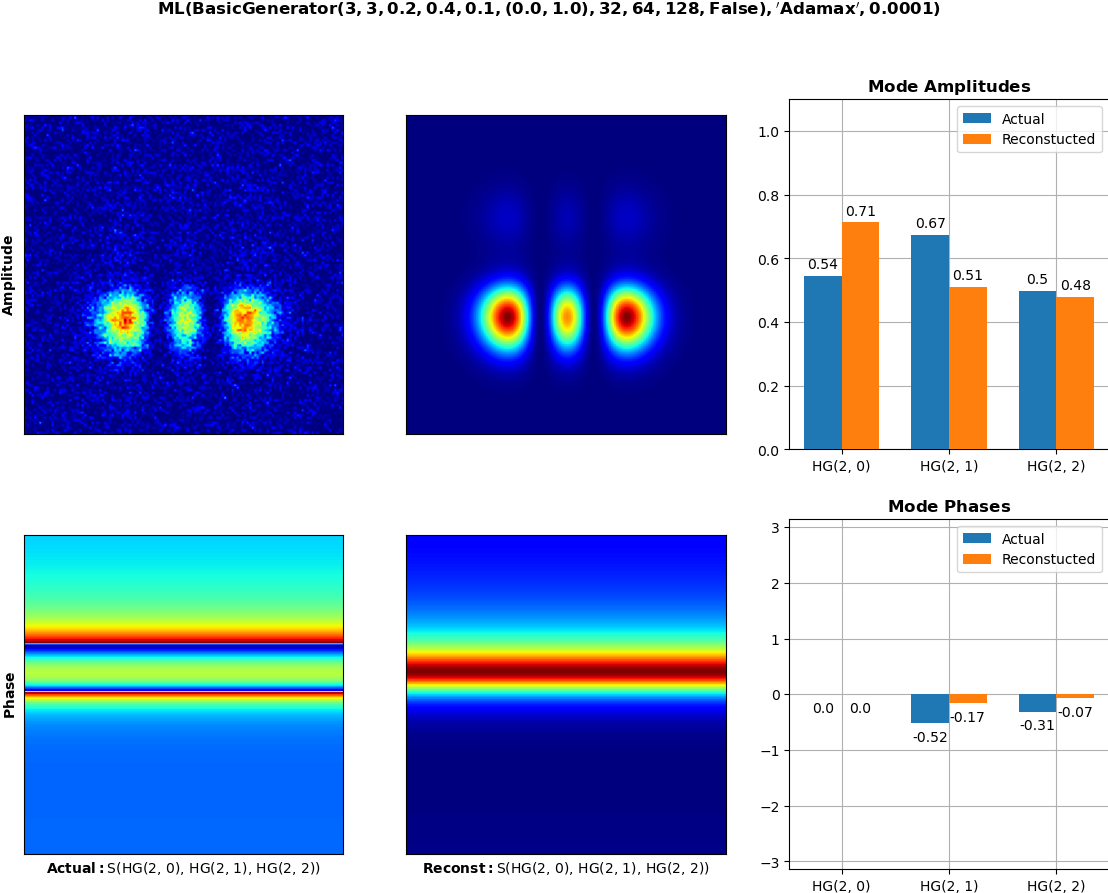 ML(BasicGenerator(3, 3, 0.2, 0.4, 0.1, (0.0, 1.0), 32, 64, 128, False), ′Adamax′, 0.0001)
Amplitude
Mode Amplitudes
Actual
Reconstucted
1.0
0.8
0.6
0.4
0.2
0.0
0.54
0.71
0.67
0.51
0.5
0.48
HG(2, 0)
HG(2, 1)
HG(2, 2)
Phase
Actual: S(HG(2, 0), HG(2, 1), HG(2, 2))
Reconst: S(HG(2, 0), HG(2, 1), HG(2, 2))
Mode Phases
Actual
Reconstucted
3
2
1
0
−1
−2
−3
0.0
0.0
-0.52
-0.17
-0.31
-0.07
HG(2, 0)
HG(2, 1)
HG(2, 2)